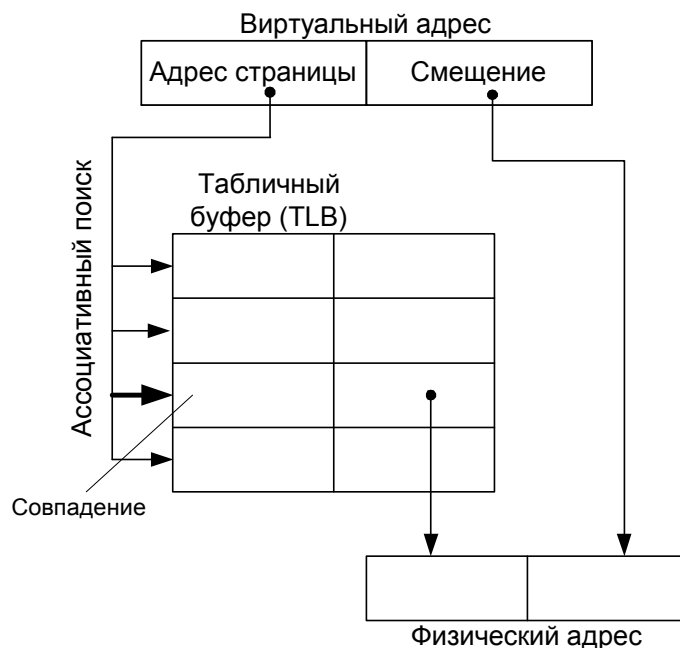 Виртуальный адрес
Адрес страницы
Смещение
Ассоциативный поиск
Табличный
буфер (TLB)
Совпадение
Физический адрес